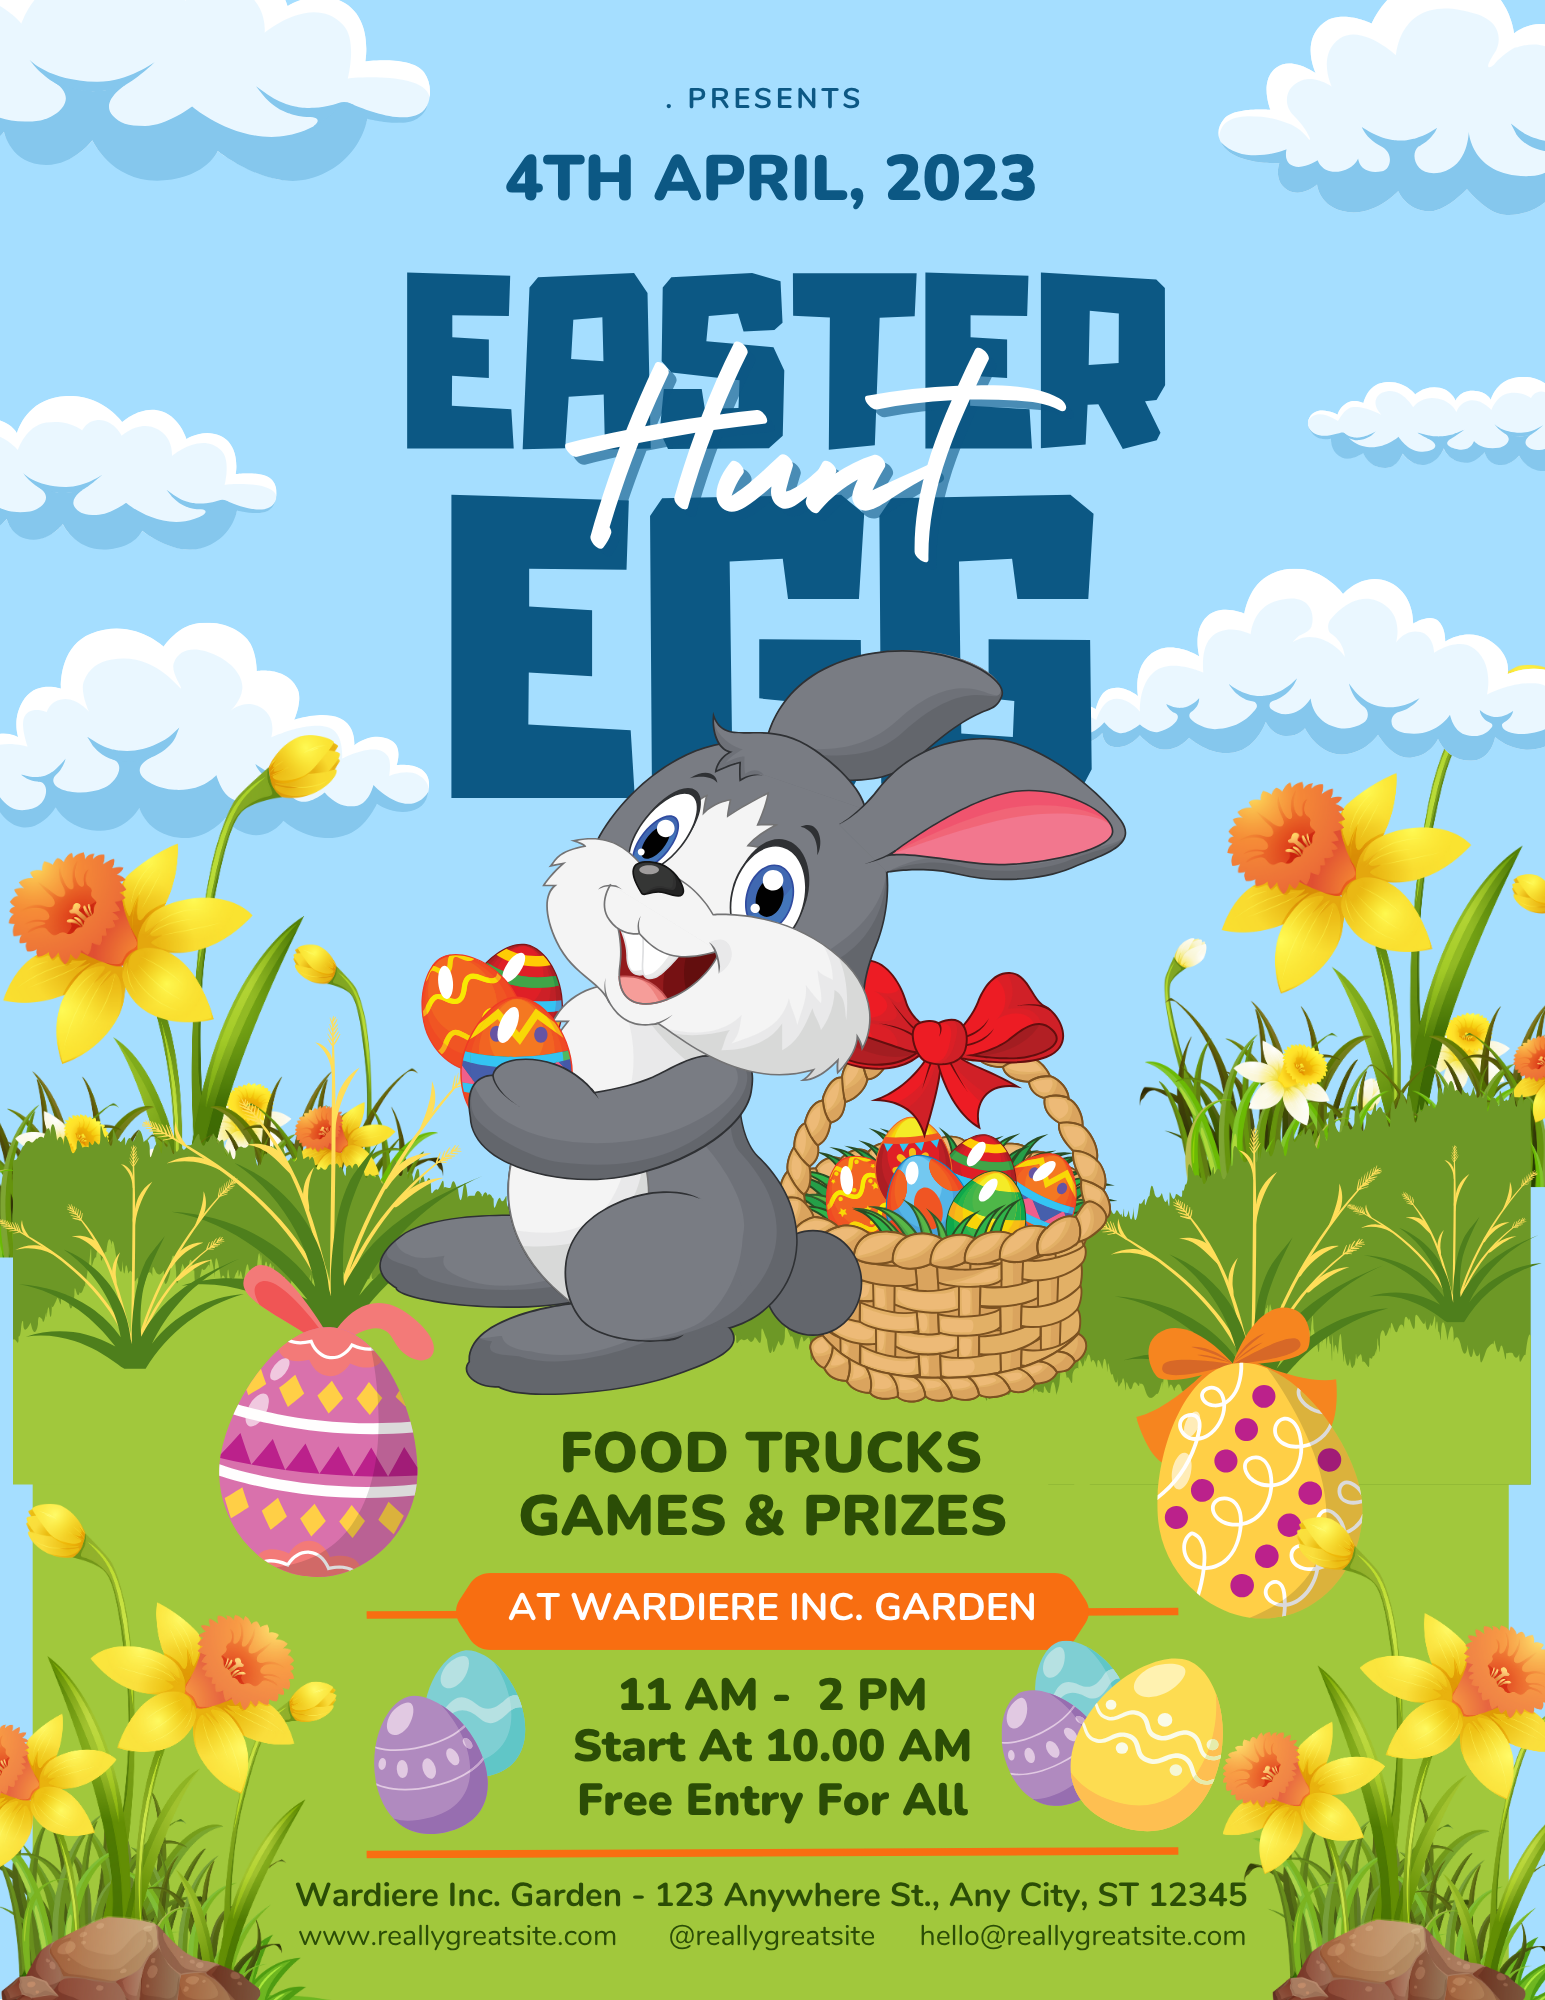 . PRESENTS
4TH APRIL, 2023
EASTER
Hunt
EGG
FOOD TRUCKS
GAMES & PRIZES
AT WARDIERE INC. GARDEN
11 AM - 2 PM
Start At 10.00 AM
Free Entry For All
Wardiere Inc. Garden - 123 Anywhere St., Any City, ST 12345
www.reallygreatsite.com @reallygreatsite hello@reallygreatsite.com